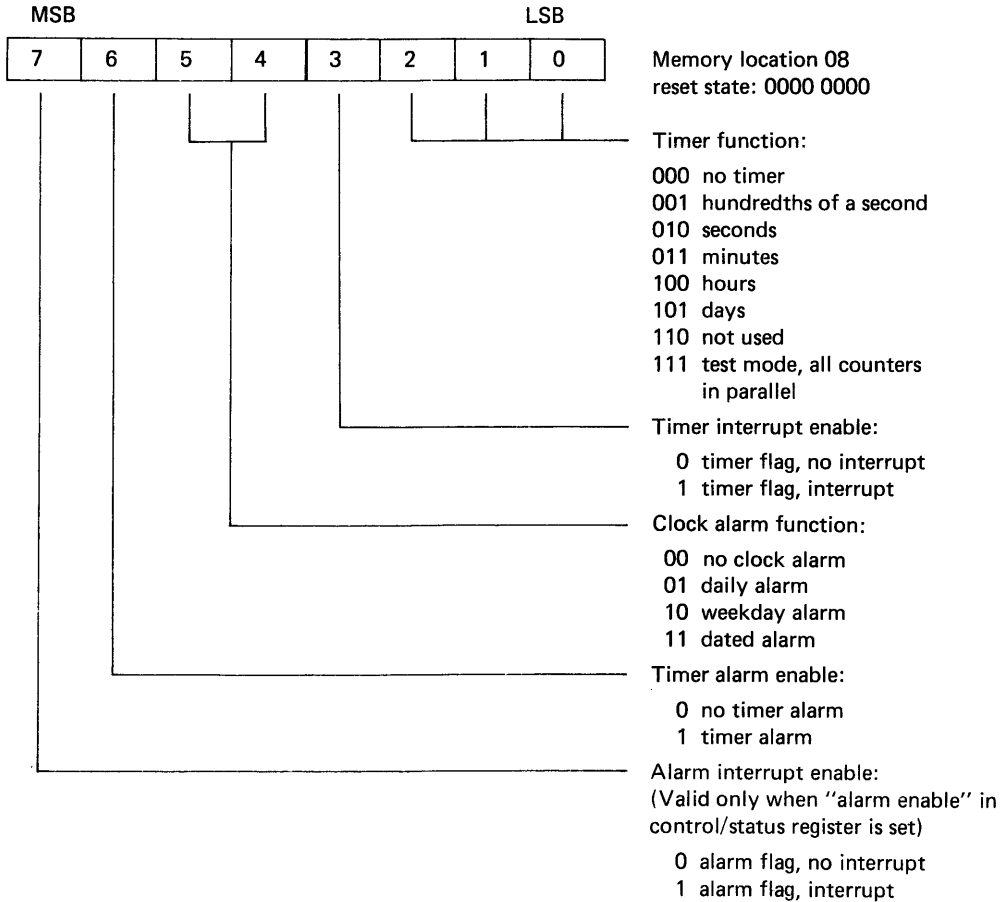 MSB LSB
7 6 5 4 3 2 1 0
Memory location 08
reset state: 0000 0000
Timer function:
000 no timer
001 hundredths of a second
010 seconds
011 minutes
100 hours
101 days
110 not used
111 test mode, all counters
in parallel
Timer interrupt enable:
0 timer flag, no interrupt
1 timer flag, interrupt
Clock alarm function:
00 no clock alarm
01 daily alarm
10 weekday alarm
11 dated alarm
Timer alarm enable:
0 no timer alarm
1 timer alarm
Alarm interrupt enable:
(Valid only when "alarm enable" in
control/status register is set)
0 alarm flag, no interrupt
1 alarm flag, interrupt